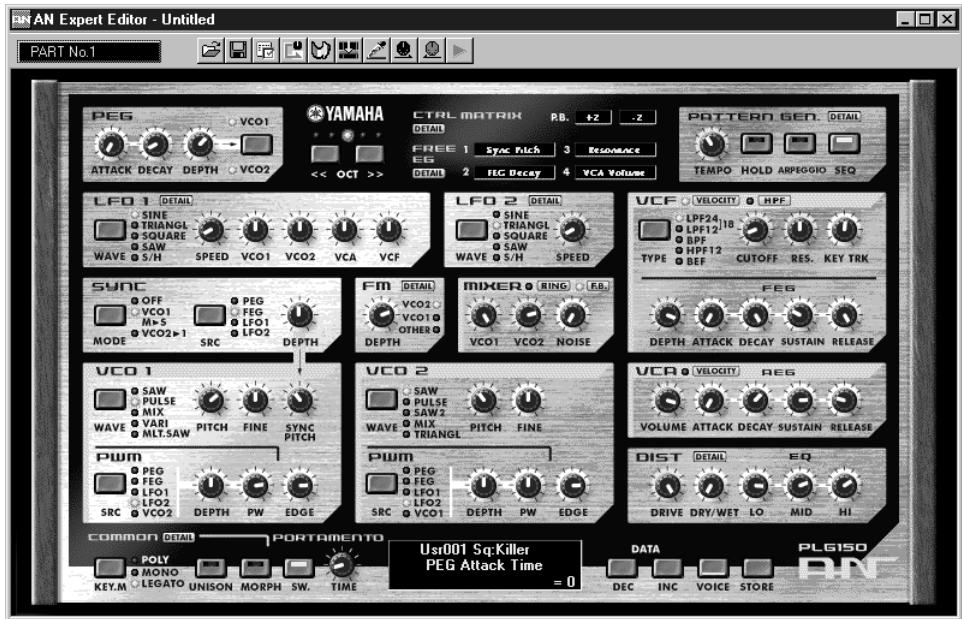 AN Expert Editor - Untitled
PART No.1
PEG
VCO1
VCO2
ATTACK DECAY DEPTH
YAMAHA
<< OCT >>
CTRL MATRIX
DETAIL
P.B. +2 -2
FREE EG
DETAIL
1 Sync Pitch 3 Resonance
2 FEG Decay 4 VCA Volume
PATTERN GEN. DETAIL
TEMPO HOLD ARPEGGIO SEQ
LFO 1 DETAIL
SINE
TRIANGL
SQUARE
SAW
S/H
WAVE SPEED VCO1 VCO2 VCA VCF
LFO 2 DETAIL
SINE
TRIANGL
SQUARE
SAW
S/H
WAVE SPEED
VCF VELOCITY HPF
LPF24
LPF12 18
BPF
HPF12
BEF
TYPE CUTOFF RES. KEY TRK
FEG
DEPTH ATTACK DECAY SUSTAIN RELEASE
SYNC
OFF
VCO1
M►S
VCO2►1
MODE
PEG
FEG
LFO1
LFO2
SRC DEPTH
FM DETAIL
VCO2
VCO1
OTHER
DEPTH
MIXER RING F.B.
VCO1 VCO2 NOISE
VCO 1
SAW
PULSE
MIX
VARI
MLT.SAW
WAVE PITCH FINE SYNC PITCH
PWM
PEG
FEG
LFO1
LFO2
VCO2
SRC DEPTH PW EDGE
VCO 2
SAW
PULSE
SAW2
MIX
TRIANGL
WAVE PITCH FINE
PWM
PEG
FEG
LFO1
LFO2
VCO1
SRC DEPTH PW EDGE
VCA VELOCITY AEG
VOLUME ATTACK DECAY SUSTAIN RELEASE
DIST DETAIL EQ
DRIVE DRY/WET LO MID HI
COMMON DETAIL PORTAMENTO
POLY
MONO
LEGATO
KEY.M UNISON MORPH SW. TIME
Usr001 Sq:Killer
PEG Attack Time
= 0
DATA
DEC INC VOICE STORE
PLG150
AN